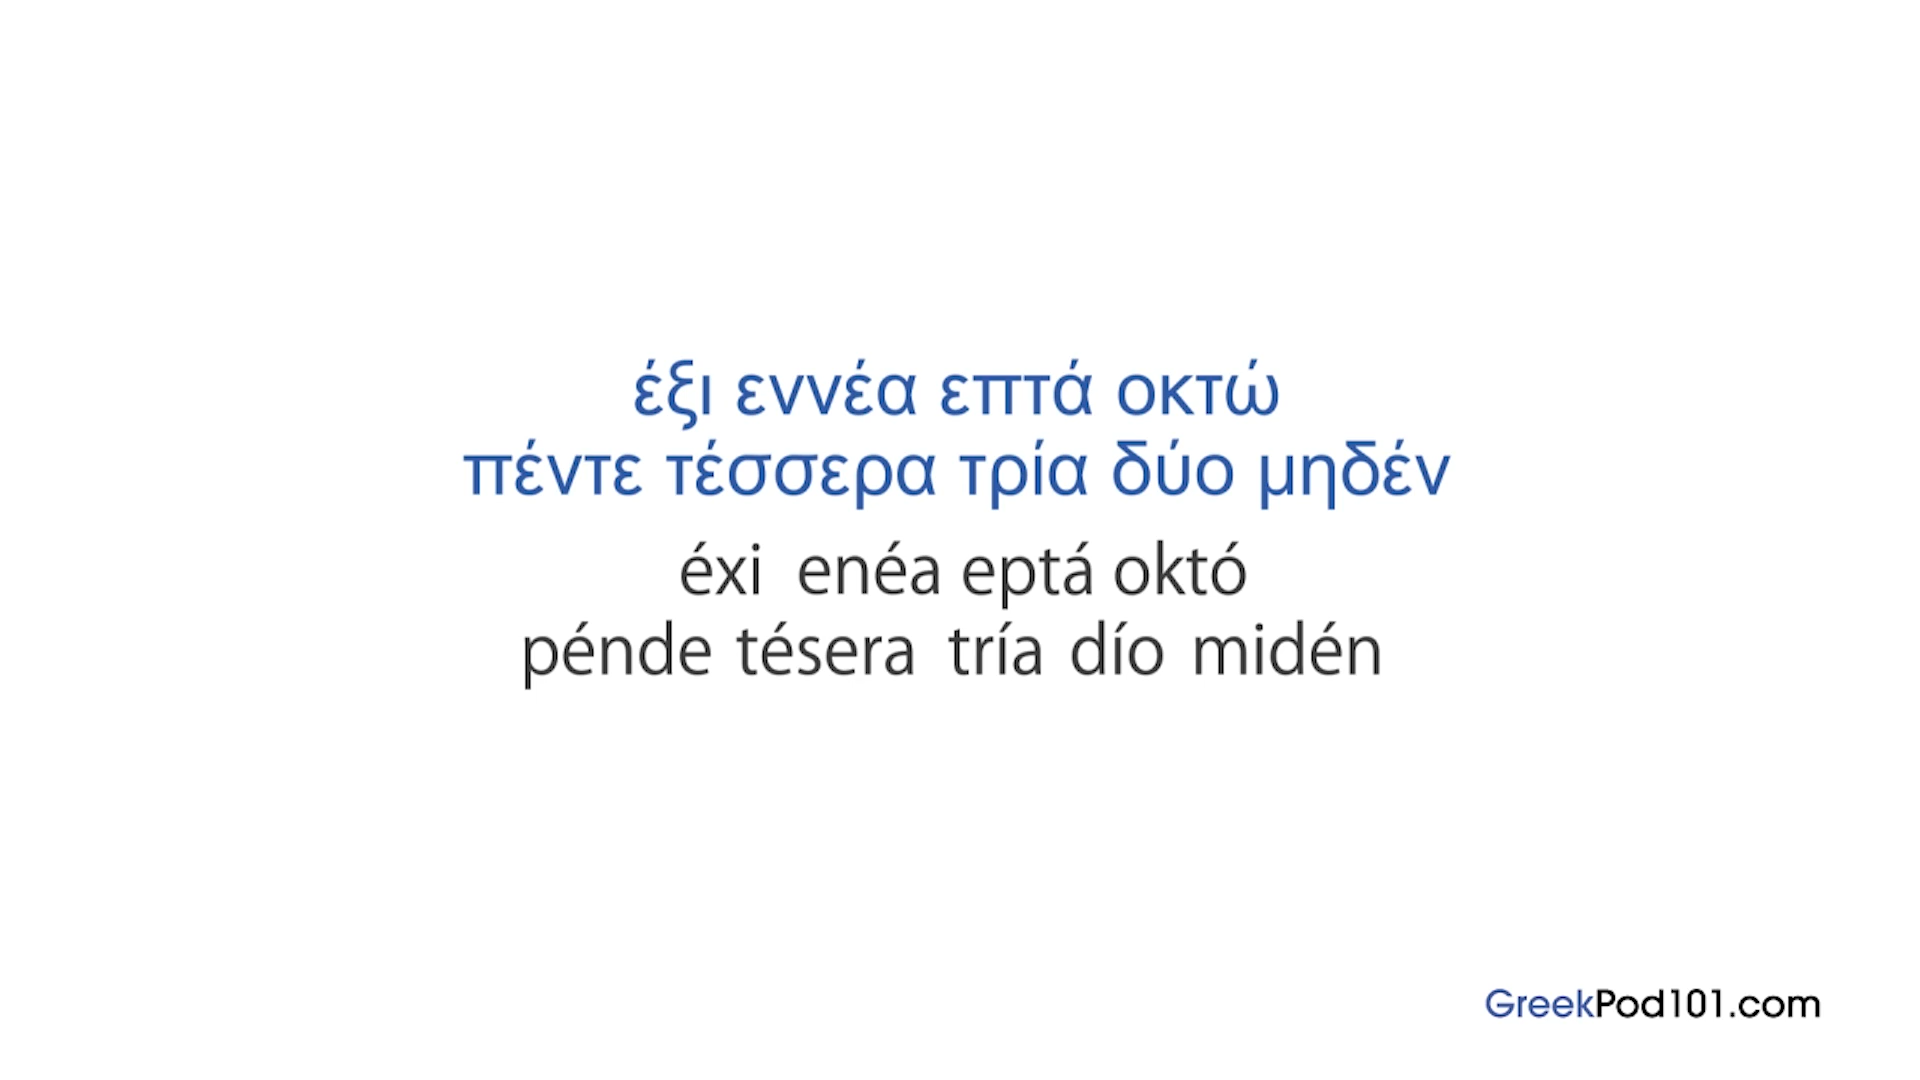 έξι εννέα επτά οκτώ
πέντε τέσσερα τρία δύο μηδέν
éxi enéa eptá októ
pénde tésera tría dío midén
GreekPod101.com